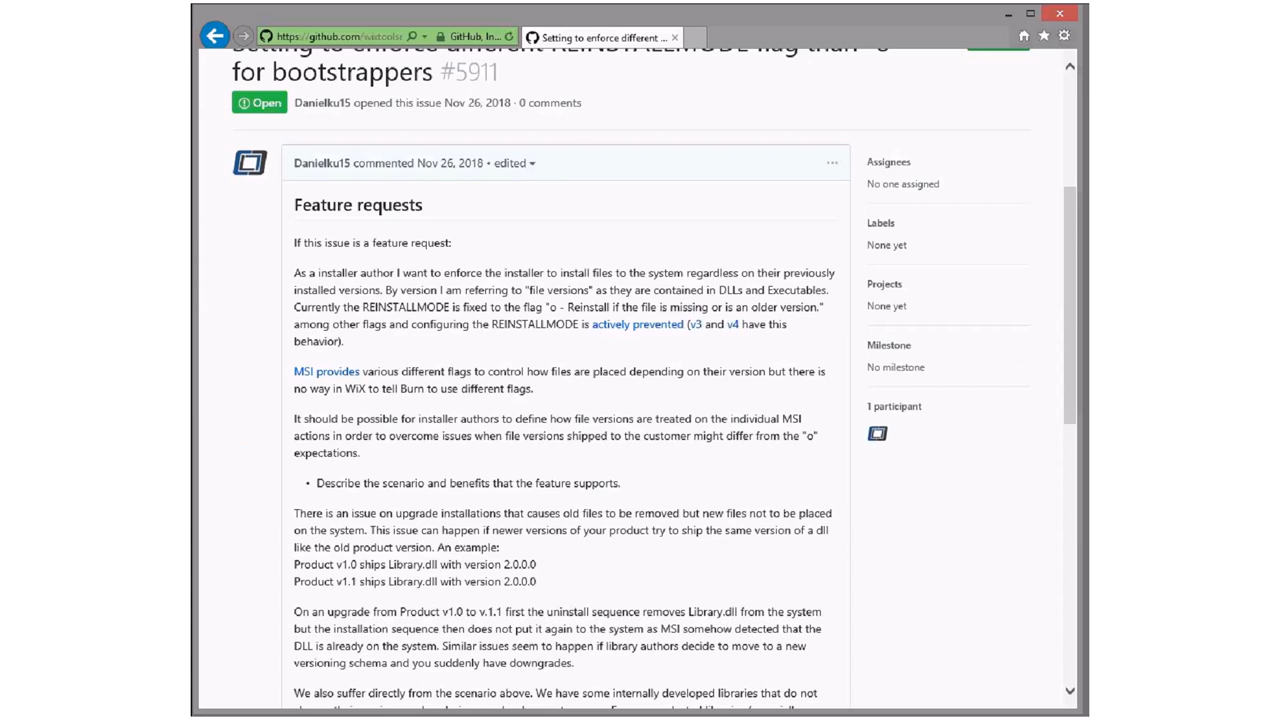 https://github.com/wixtools
GitHub, In...
Setting to enforce different ...
Setting to enforce different REINSTALLMODE flag than "o"
for bootstrappers #5911
Open
Danielku15 opened this issue Nov 26, 2018 · 0 comments
Danielku15 commented Nov 26, 2018 • edited
Feature requests
If this issue is a feature request:
As a installer author I want to enforce the installer to install files to the system regardless on their previously
installed versions. By version I am referring to "file versions" as they are contained in DLLs and Executables.
Currently the REINSTALLMODE is fixed to the flag "o - Reinstall if the file is missing or is an older version,"
among other flags and configuring the REINSTALLMODE is actively prevented (v3 and v4 have this
behavior).
MSI provides various different flags to control how files are placed depending on their version but there is
no way in WiX to tell Burn to use different flags.
It should be possible for installer authors to define how file versions are treated on the individual MSI
actions in order to overcome issues when file versions shipped to the customer might differ from the "o"
expectations.
• Describe the scenario and benefits that the feature supports.
There is an issue on upgrade installations that causes old files to be removed but new files not to be placed
on the system. This issue can happen if newer versions of your product try to ship the same version of a dll
like the old product version. An example:
Product v1.0 ships Library.dll with version 2.0.0.0
Product v1.1 ships Library.dll with version 2.0.0.0
On an upgrade from Product v1.0 to v.1.1 first the uninstall sequence removes Library.dll from the system
but the installation sequence then does not put it again to the system as MSI somehow detected that the
DLL is already on the system. Similar issues seem to happen if library authors decide to move to a new
versioning schema and you suddenly have downgrades.
We also suffer directly from the scenario above. We have some internally developed libraries that do not
Assignees
No one assigned
Labels
None yet
Projects
None yet
Milestone
No milestone
1 participant